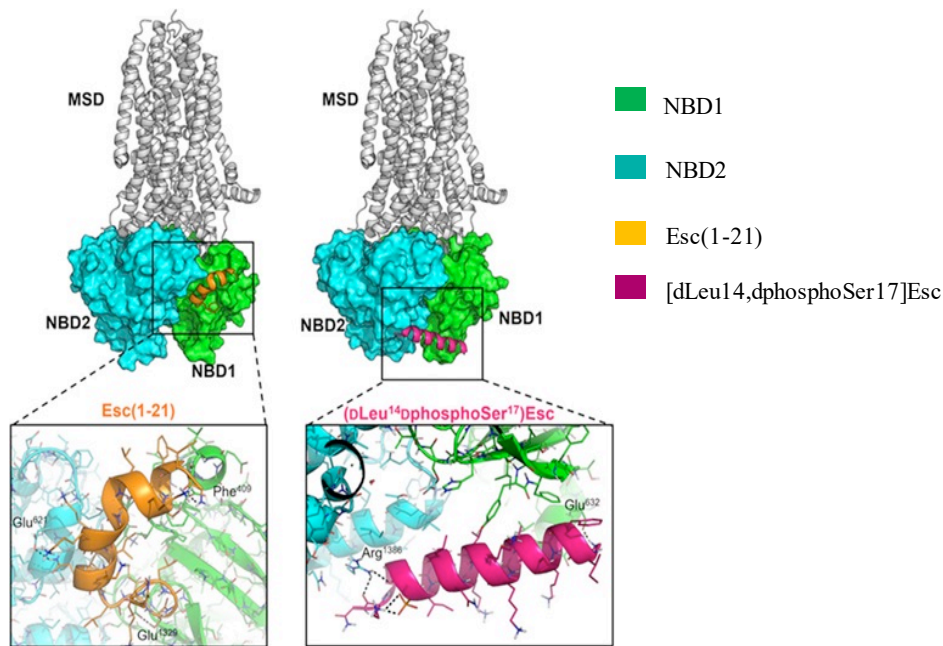 MSD
NBD2
NBD1
MSD
NBD2
NBD1
NBD1
NBD2
Esc(1-21)
[dLeu14,dphosphoSer17]Esc
Esc(1-21)
Phe409
Glu621
Glu1329
(DLeu14DphosphoSer17)Esc
Glu632
Arg1386